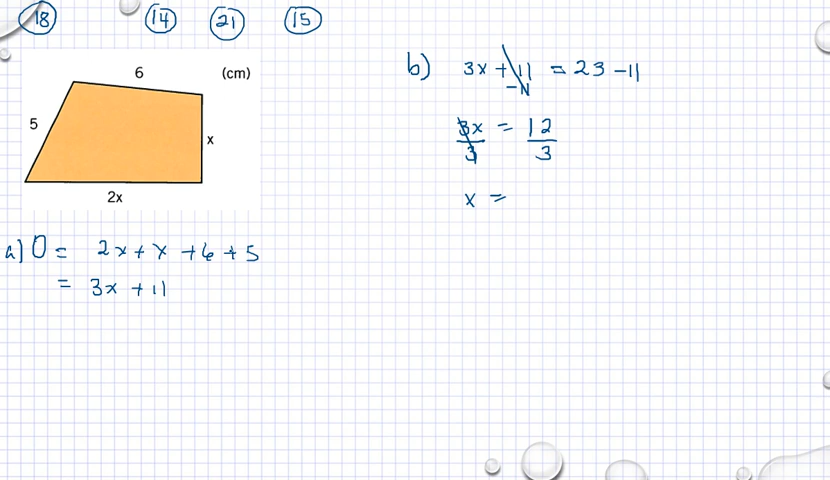 18 14 21 15
6 (cm)
5
x
2x
a) O = 2x + x + 6 + 5
= 3x + 11
b) 3x + 11 = 23 - 11
- 11
3x = 12
3 3
x =